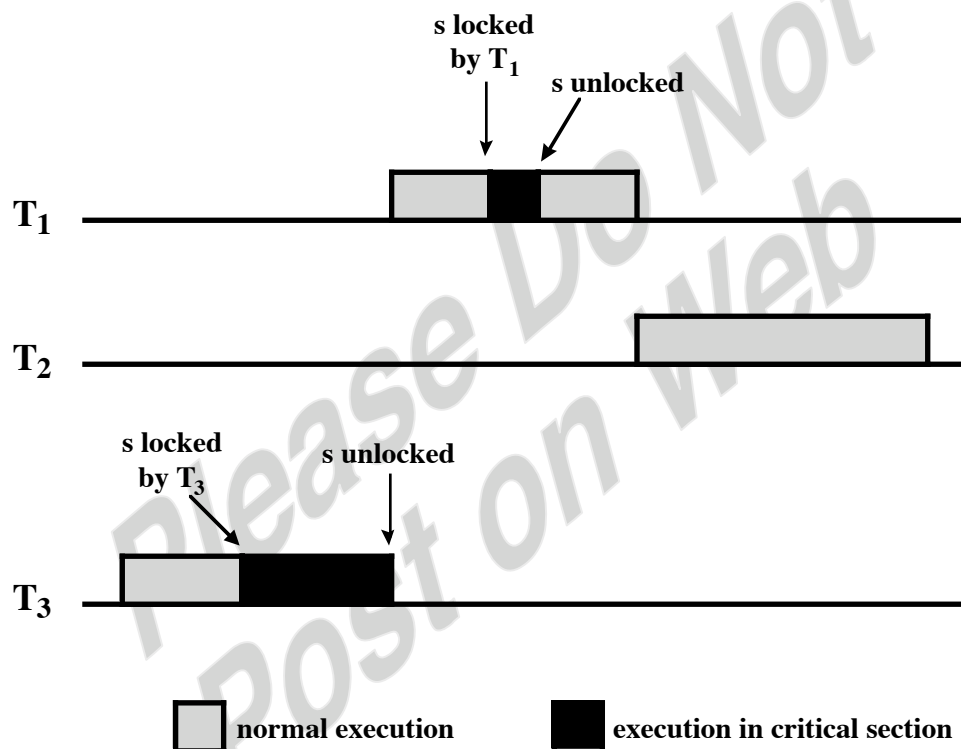 s locked
by T1
s unlocked
T1
T2
s locked
by T3
s unlocked
T3
normal execution
execution in critical section
Please Do Not
Post on Web